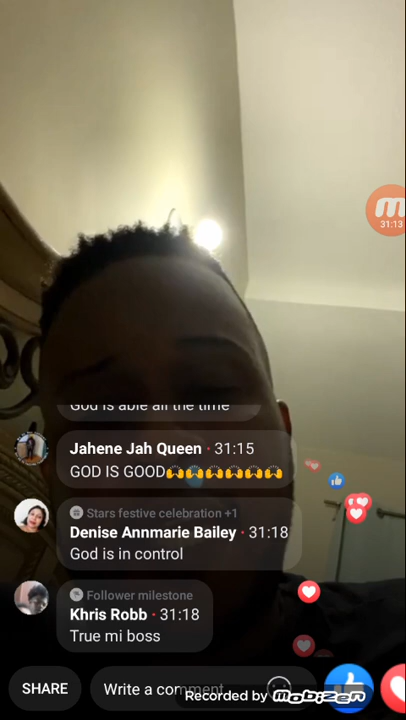 31:13
God is able all the time
Jahene Jah Queen · 31:15
GOD IS GOOD🙌🙌🙌🙌🙌🙌
Stars festive celebration +1
Denise Annmarie Bailey · 31:18
God is in control
Follower milestone
Khris Robb · 31:18
True mi boss
SHARE
Write a comment
Recorded by mobizen